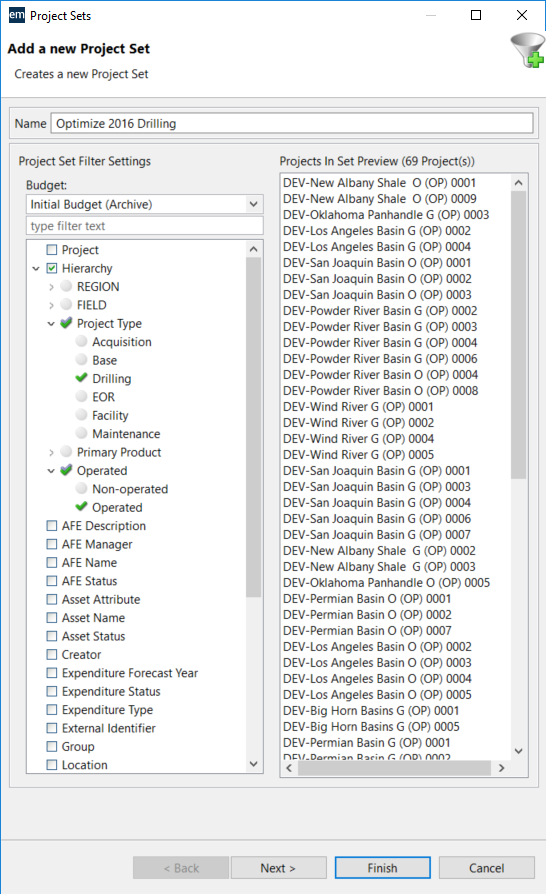 em Project Sets
Add a new Project Set
Creates a new Project Set
Name Optimize 2016 Drilling
Project Set Filter Settings
Budget:
Initial Budget (Archive)
type filter text
Project
Hierarchy
REGION
FIELD
Project Type
Acquisition
Base
Drilling
EOR
Facility
Maintenance
Primary Product
Operated
Non-operated
Operated
AFE Description
AFE Manager
AFE Name
AFE Status
Asset Attribute
Asset Name
Asset Status
Creator
Expenditure Forecast Year
Expenditure Status
Expenditure Type
External Identifier
Group
Location
Projects In Set Preview (69 Project(s))
DEV-New Albany Shale  O (OP) 0001
DEV-New Albany Shale  O (OP) 0009
DEV-Oklahoma Panhandle G (OP) 0003
DEV-Los Angeles Basin G (OP) 0002
DEV-Los Angeles Basin G (OP) 0004
DEV-San Joaquin Basin O (OP) 0001
DEV-San Joaquin Basin O (OP) 0002
DEV-San Joaquin Basin O (OP) 0003
DEV-Powder River Basin G (OP) 0002
DEV-Powder River Basin G (OP) 0003
DEV-Powder River Basin G (OP) 0004
DEV-Powder River Basin G (OP) 0006
DEV-Powder River Basin O (OP) 0004
DEV-Powder River Basin O (OP) 0008
DEV-Wind River G (OP) 0001
DEV-Wind River G (OP) 0002
DEV-Wind River G (OP) 0004
DEV-Wind River G (OP) 0005
DEV-San Joaquin Basin G (OP) 0001
DEV-San Joaquin Basin G (OP) 0003
DEV-San Joaquin Basin G (OP) 0004
DEV-San Joaquin Basin G (OP) 0006
DEV-San Joaquin Basin G (OP) 0007
DEV-New Albany Shale  G (OP) 0002
DEV-New Albany Shale  G (OP) 0003
DEV-Oklahoma Panhandle O (OP) 0005
DEV-Permian Basin O (OP) 0001
DEV-Permian Basin O (OP) 0002
DEV-Permian Basin O (OP) 0007
DEV-Los Angeles Basin O (OP) 0002
DEV-Los Angeles Basin O (OP) 0003
DEV-Los Angeles Basin O (OP) 0004
DEV-Los Angeles Basin O (OP) 0005
DEV-Big Horn Basins G (OP) 0001
DEV-Big Horn Basins G (OP) 0005
DEV-Permian Basin G (OP) 0001
DEV-Permian Basin G (OP) 0002
< Back
Next >
Finish
Cancel